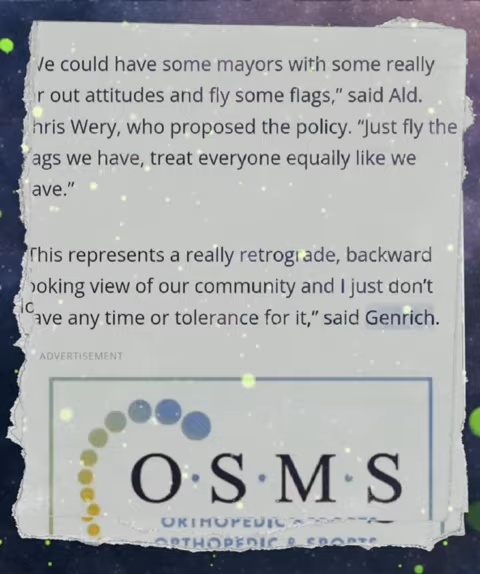 We could have some mayors with some really
r out attitudes and fly some flags,” said Ald.
hris Wery, who proposed the policy. “Just fly the
ags we have, treat everyone equally like we
ave.”
This represents a really retrograde, backward
ooking view of our community and I just don’t
ave any time or tolerance for it,” said Genrich.
ADVERTISEMENT
O·S·M·S
ORTHOPEDIC & SPORTS